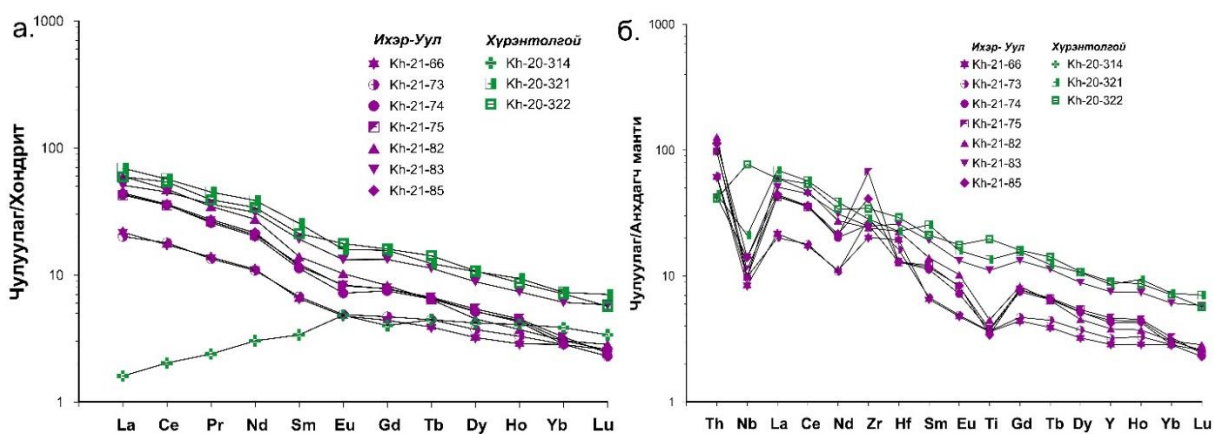 а.
Чулуулаг/Хондрит
1000
100
10
1
Ихэр-Уул
Kh-21-66
Kh-21-73
Kh-21-74
Kh-21-75
Kh-21-82
Kh-21-83
Kh-21-85
Хүрэнтолгой
Kh-20-314
Kh-20-321
Kh-20-322
La Ce Pr Nd Sm Eu Gd Tb Dy Ho Yb Lu
б.
Чулуулаг/Анхдагч манти
1000
100
10
1
Ихэр- Уул
Kh-21-66
Kh-21-73
Kh-21-74
Kh-21-75
Kh-21-82
Kh-21-83
Kh-21-85
Хүрэнтолгой
Kh-20-314
Kh-20-321
Kh-20-322
Th Nb La Ce Nd Zr Hf Sm Eu Ti Gd Tb Dy Y Ho Yb Lu